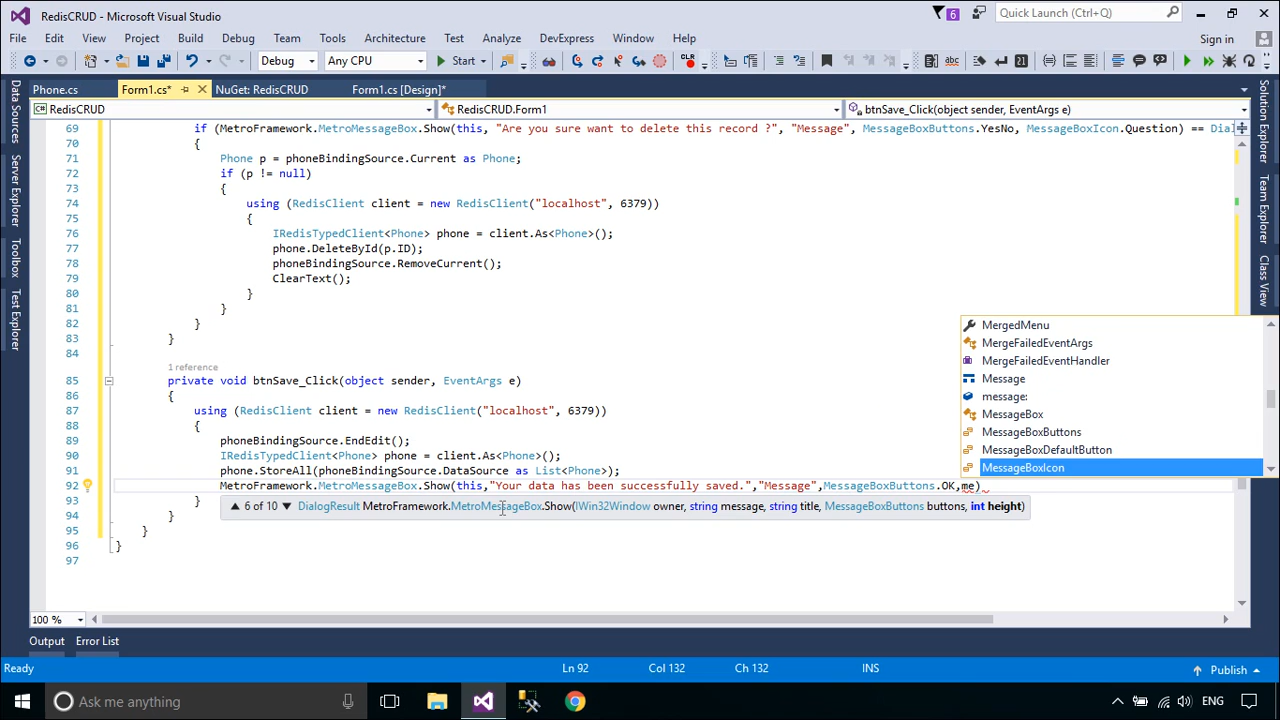 RedisCRUD - Microsoft Visual Studio
6
Quick Launch (Ctrl+Q)
File Edit View Project Build Debug Team Tools Architecture Test Analyze DevExpress Window Help
Sign in
Debug Any CPU Start
Phone.cs Form1.cs* NuGet: RedisCRUD Form1.cs [Design]*
RedisCRUD RedisCRUD.Form1 btnSave_Click(object sender, EventArgs e)
Data Sources
Server Explorer
Toolbox
Test Explorer
Solution Explorer
Team Explorer
Class View
69 if (MetroFramework.MetroMessageBox.Show(this, "Are you sure want to delete this record ?", "Message", MessageBoxButtons.YesNo, MessageBoxIcon.Question) == Dial
70 {
71 Phone p = phoneBindingSource.Current as Phone;
72 if (p != null)
73 {
74 using (RedisClient client = new RedisClient("localhost", 6379))
75 {
76 IRedisTypedClient<Phone> phone = client.As<Phone>();
77 phone.DeleteById(p.ID);
78 phoneBindingSource.RemoveCurrent();
79 ClearText();
80 }
81 }
82 }
83 }
84
1 reference
85 private void btnSave_Click(object sender, EventArgs e)
86 {
87 using (RedisClient client = new RedisClient("localhost", 6379))
88 {
89 phoneBindingSource.EndEdit();
90 IRedisTypedClient<Phone> phone = client.As<Phone>();
91 phone.StoreAll(phoneBindingSource.DataSource as List<Phone>);
92 MetroFramework.MetroMessageBox.Show(this,"Your data has been successfully saved.","Message",MessageBoxButtons.OK,me)
93 }
94 }
95 }
96 }
97
MergedMenu
MergeFailedEventArgs
MergeFailedEventHandler
Message
message:
MessageBox
MessageBoxButtons
MessageBoxDefaultButton
MessageBoxIcon
6 of 10 DialogResult MetroFramework.MetroMessageBox.Show(IWin32Window owner, string message, string title, MessageBoxButtons buttons, int height)
100 %
Output Error List
Ready Ln 92 Col 132 Ch 132 INS Publish
Ask me anything
ENG